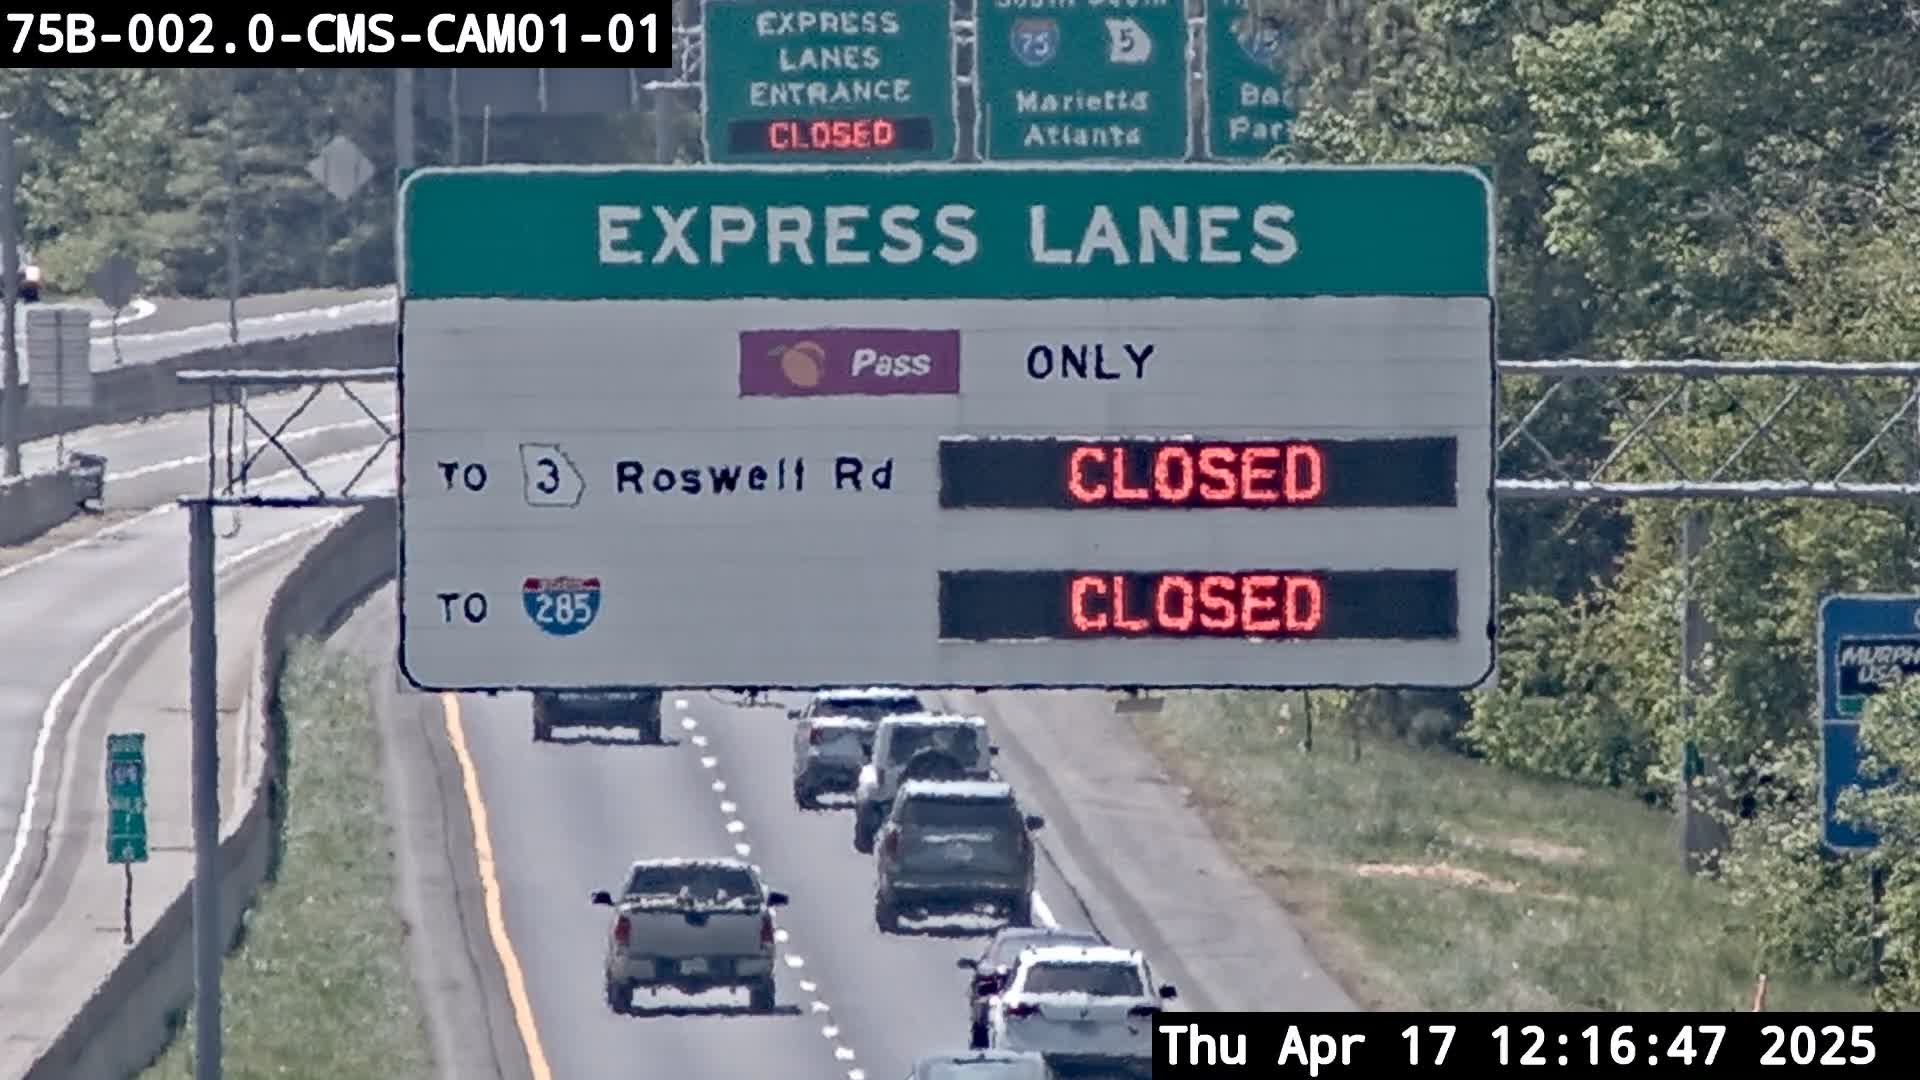 75B-002.0-CMS-CAM01-01
EXPRESS
LANES
ENTRANCE
CLOSED
75 5
Marietta
Atlanta
EXPRESS LANES
Pass ONLY
TO 3 Roswell Rd CLOSED
TO 285 CLOSED
Thu Apr 17 12:16:47 2025